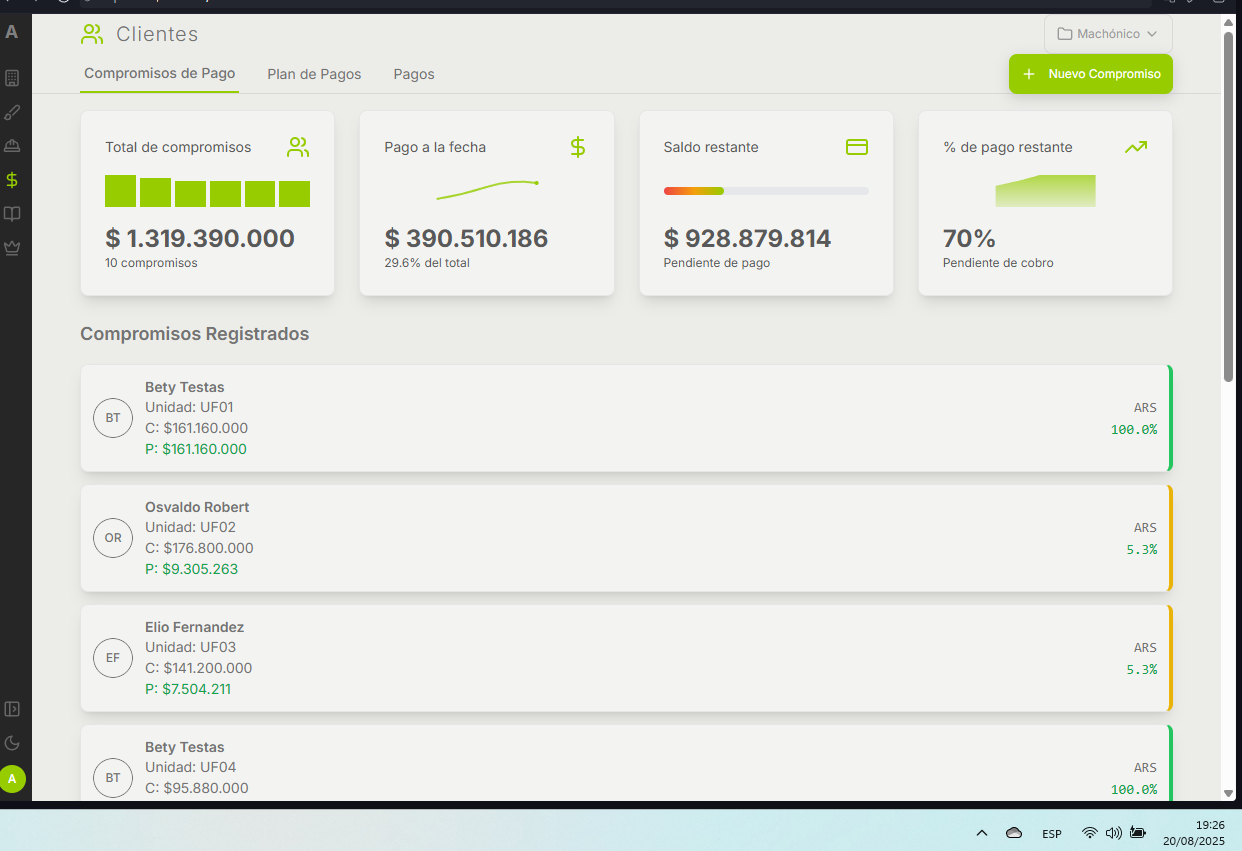 A
Clientes
Machónico
Compromisos de Pago
Plan de Pagos
Pagos
Nuevo Compromiso
Total de compromisos
$ 1.319.390.000
10 compromisos
Pago a la fecha
$ 390.510.186
29.6% del total
Saldo restante
$ 928.879.814
Pendiente de pago
% de pago restante
70%
Pendiente de cobro
Compromisos Registrados
BT
Bety Testas
Unidad: UF01
C: $161.160.000
P: $161.160.000
ARS
100.0%
OR
Osvaldo Robert
Unidad: UF02
C: $176.800.000
P: $9.305.263
ARS
5.3%
EF
Elio Fernandez
Unidad: UF03
C: $141.200.000
P: $7.504.211
ARS
5.3%
BT
Bety Testas
Unidad: UF04
C: $95.880.000
ARS
100.0%
A
ESP
19:26
20/08/2025